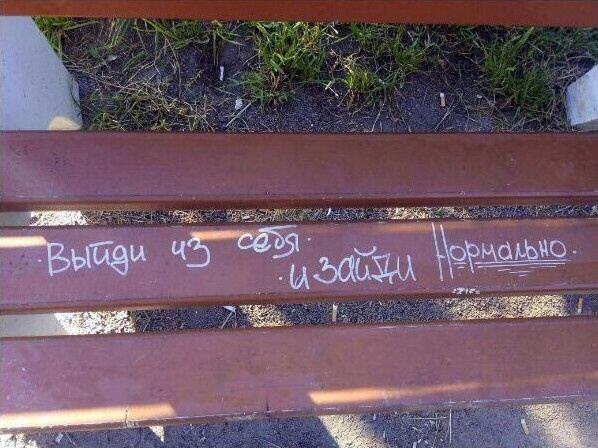 Выйди из себя.
и зайди Нормально.